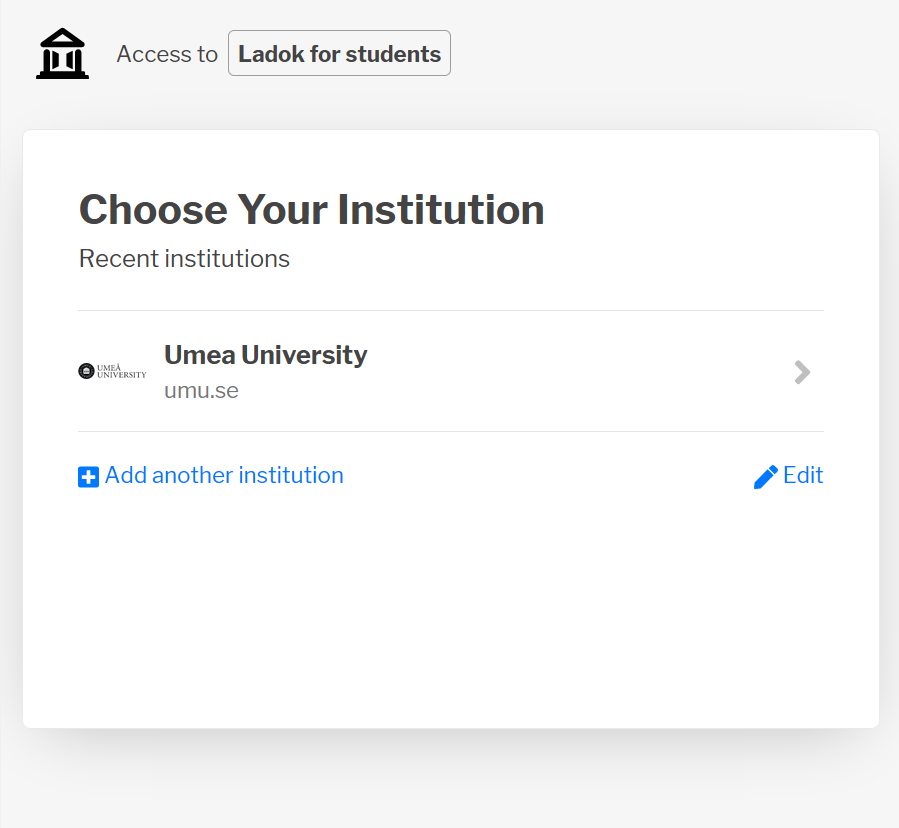 Access to Ladok for students
Choose Your Institution
Recent institutions
Umea University
UMEÅ
UNIVERSITY
umu.se
Add another institution
Edit